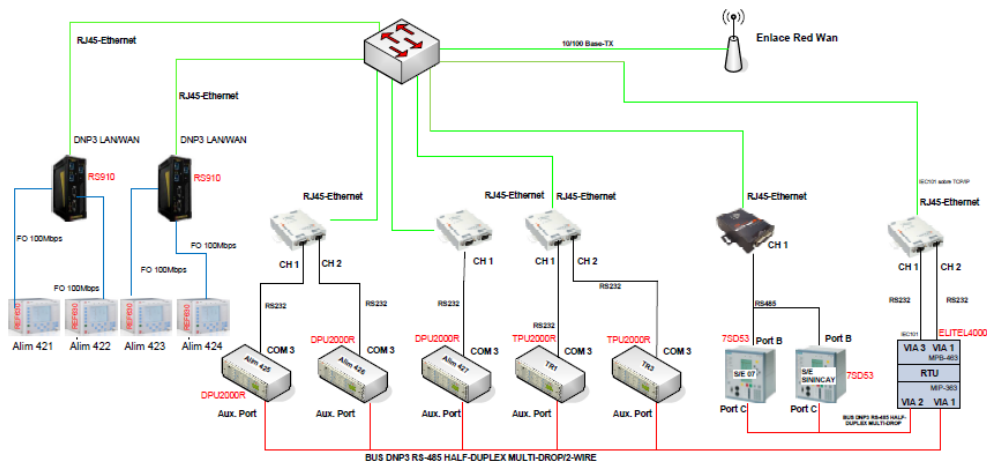 RJ45-Ethernet
10/100 Base-TX
Enlace Red Wan
RJ45-Ethernet
DNP3 LAN/WAN
DNP3 LAN/WAN
RS910
RS910
IEC101 sobre TCP/IP
RJ45-Ethernet
RJ45-Ethernet
RJ45-Ethernet
RJ45-Ethernet
FO 100Mbps
FO 100Mbps
FO 100Mbps
FO 100Mbps
CH 1
CH 2
CH 1
CH 1
CH 2
CH 1
CH 1
CH 2
RS232
RS232
RS232
RS232
RS232
RS485
RS232
RS232
REF630
REF630
REF630
REF630
Alim 421
Alim 422
Alim 423
Alim 424
DPU2000R
DPU2000R
TPU2000R
TPU2000R
IEC101
ELITEL4000
COM 3
COM 3
COM 3
COM 3
COM 3
7SD53
Port B
Port B
VIA 3
VIA 1
MPB-463
RTU
MIP-363
VIA 2
VIA 1
Alim 425
Alim 426
Alim 427
TR1
TR3
S/E 07
S/E
SININCAY
7SD53
DPU2000R
Aux. Port
Aux. Port
Aux. Port
Aux. Port
Aux. Port
Port C
Port C
BUS DNP3 RS-485 HALF-
DUPLEX MULTI-DROP
BUS DNP3 RS-485 HALF-DUPLEX MULTI-DROP/2-WIRE